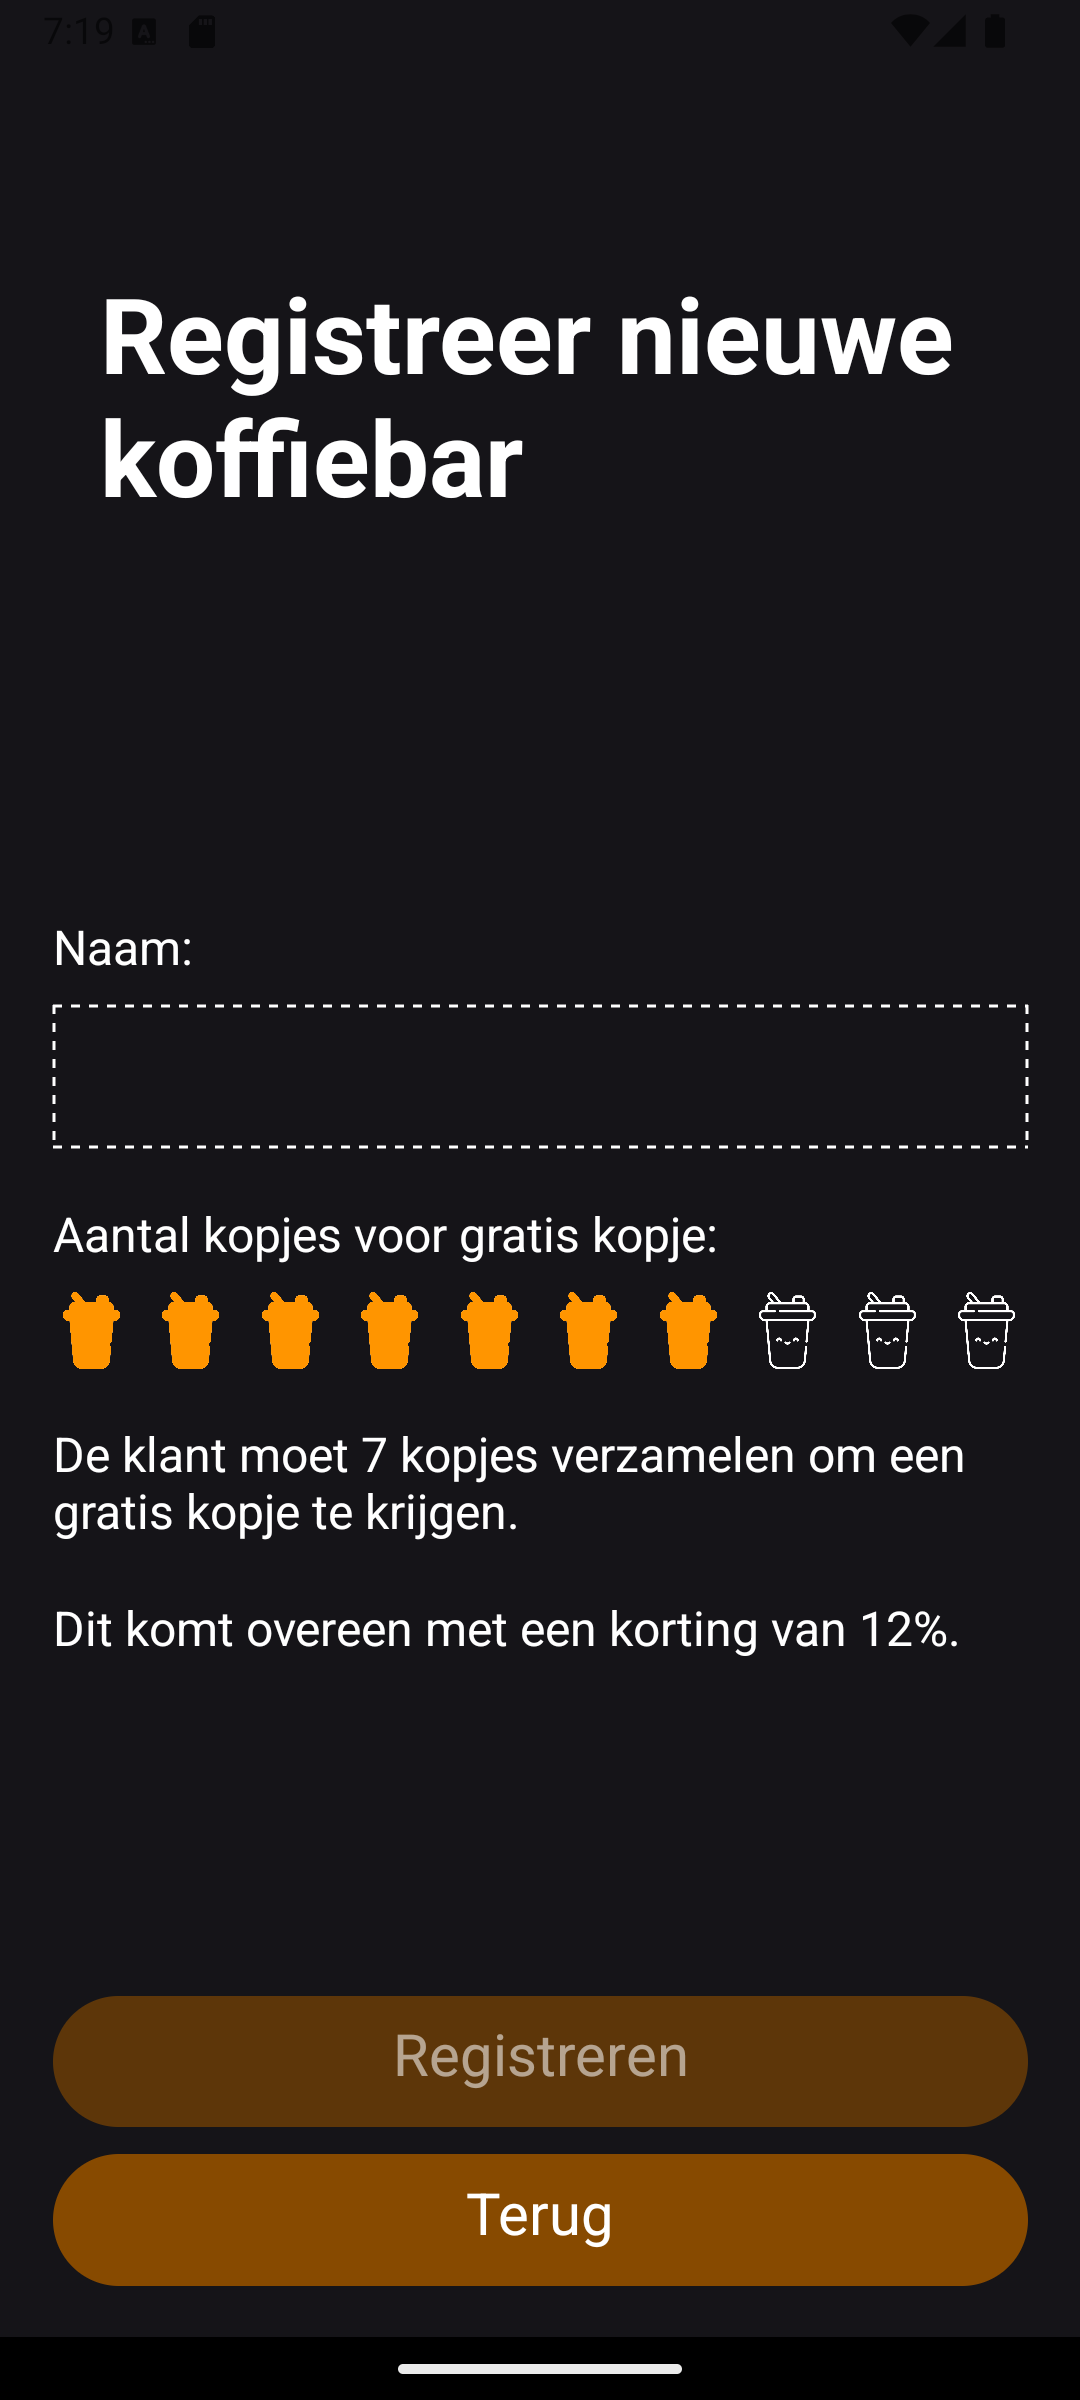 7:19
Registreer nieuwe
koffiebar
Naam:
Aantal kopjes voor gratis kopje:
De klant moet 7 kopjes verzamelen om een
gratis kopje te krijgen.
Dit komt overeen met een korting van 12%.
Registreren
Terug